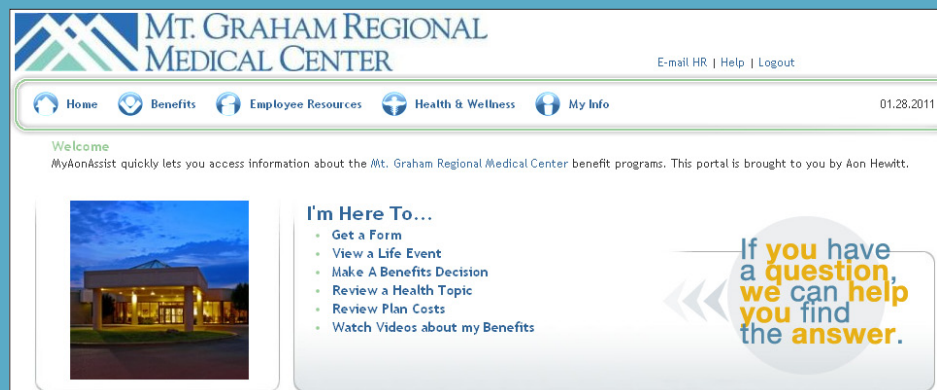 MT. GRAHAM REGIONAL
MEDICAL CENTER
E-mail HR | Help | Logout
Home Benefits Employee Resources Health & Wellness My Info 01.28.2011
Welcome
MyAonAssist quickly lets you access information about the Mt. Graham Regional Medical Center benefit programs. This portal is brought to you by Aon Hewitt.
I'm Here To...
Get a Form
View a Life Event
Make A Benefits Decision
Review a Health Topic
Review Plan Costs
Watch Videos about my Benefits
If you have
a question,
we can help
you find
the answer.